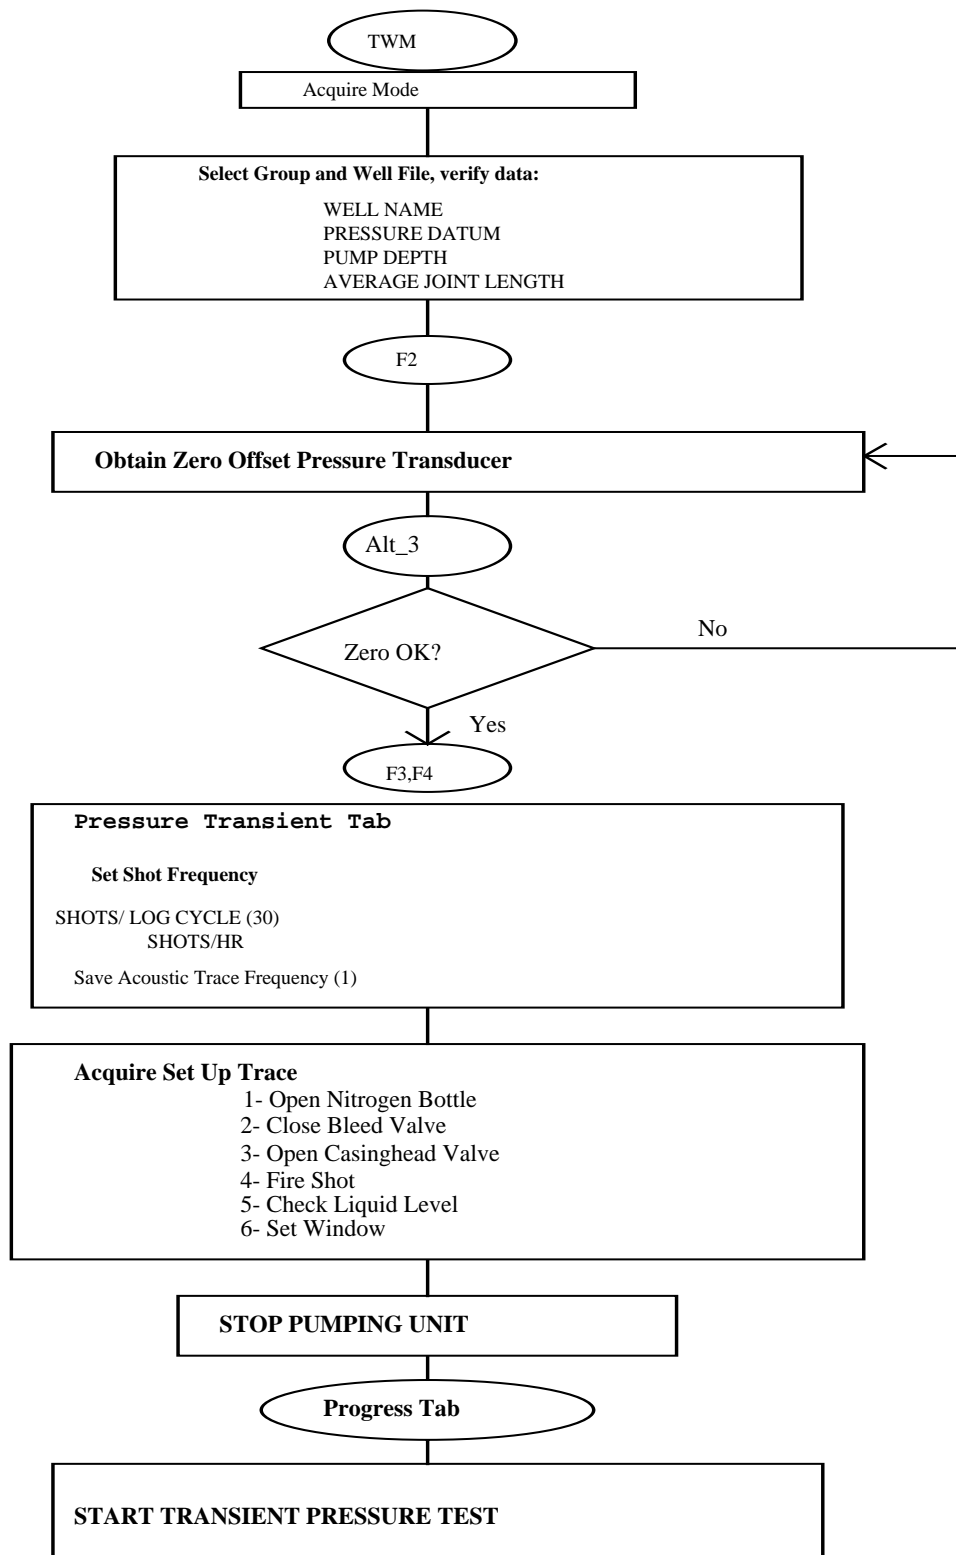 TWM
Acquire Mode
Select Group and Well File, verify data:
WELL NAME
PRESSURE DATUM
PUMP DEPTH
AVERAGE JOINT LENGTH
F2
Obtain Zero Offset Pressure Transducer
Alt_3
Zero OK?
No
Yes
F3,F4
Pressure Transient Tab
Set Shot Frequency
SHOTS/ LOG CYCLE (30)
SHOTS/HR
Save Acoustic Trace Frequency (1)
Acquire Set Up Trace
1- Open Nitrogen Bottle
2- Close Bleed Valve
3- Open Casinghead Valve
4- Fire Shot
5- Check Liquid Level
6- Set Window
STOP PUMPING UNIT
Progress Tab
START TRANSIENT PRESSURE TEST